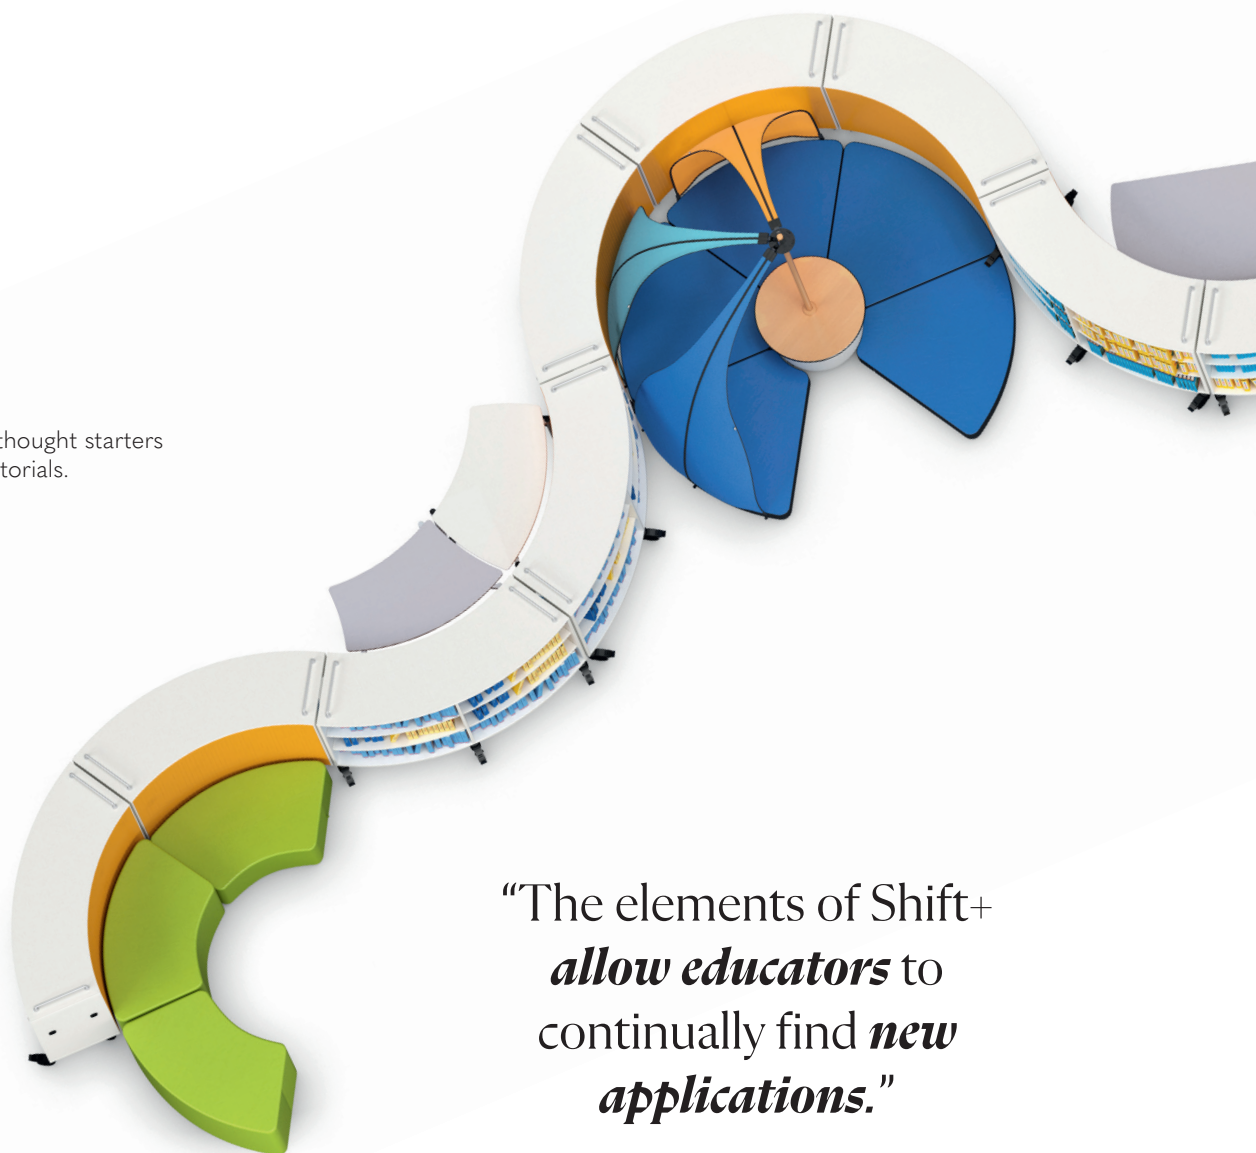 thought starters
torials.
“The elements of Shift+
allow educators to
continually find new
applications.”